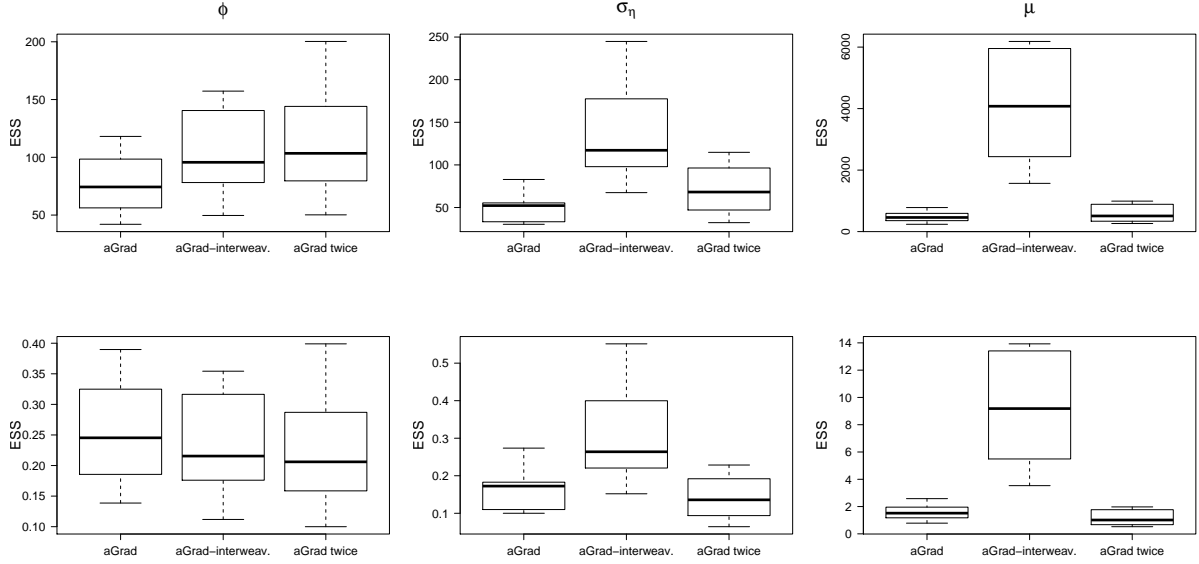 ϕ
σ_η
μ
ESS
50
100
150
200
aGrad
aGrad−interweav.
aGrad twice
ESS
50
100
150
200
250
aGrad
aGrad−interweav.
aGrad twice
ESS
0
2000
4000
6000
aGrad
aGrad−interweav.
aGrad twice
ESS
0.10
0.15
0.20
0.25
0.30
0.35
0.40
aGrad
aGrad−interweav.
aGrad twice
ESS
0.1
0.2
0.3
0.4
0.5
aGrad
aGrad−interweav.
aGrad twice
ESS
0
2
4
6
8
10
12
14
aGrad
aGrad−interweav.
aGrad twice